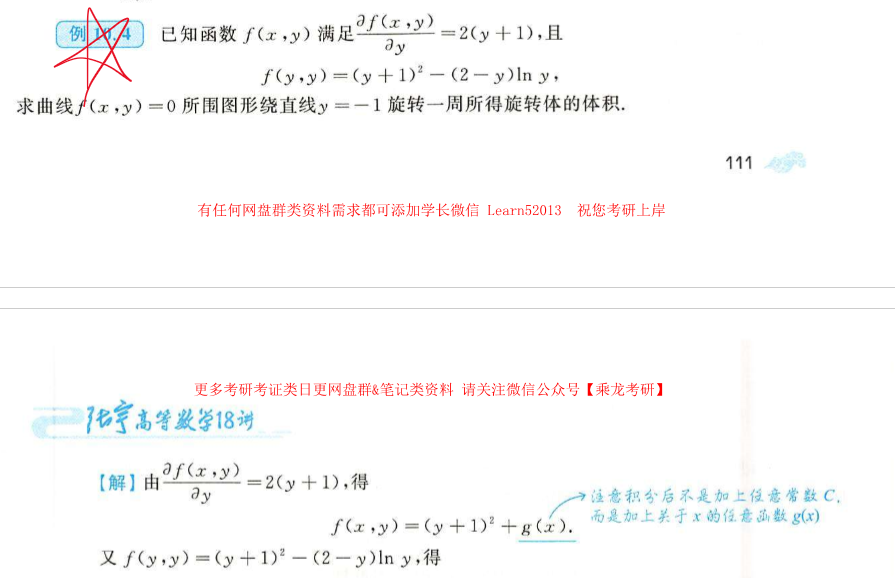 例 10.4 已知函数 f(x,y) 满足 ∂f(x,y)/∂y =2(y+1),且
f(y,y)=(y+1)²-(2-y)ln y,
求曲线 f(x,y)=0 所围图形绕直线 y=-1 旋转一周所得旋转体的体积.
111
有任何网盘群类资料需求都可添加学长微信 Learn52013 祝您考研上岸
更多考研考证类日更网盘群&笔记类资料 请关注微信公众号【乘龙考研】
张宇高等数学18讲
【解】由 ∂f(x,y)/∂y =2(y+1),得
f(x,y)=(y+1)²+g(x).
注意积分后不是加上任意常数 C,
而是加上关于 x 的任意函数 g(x)
又 f(y,y)=(y+1)²-(2-y)ln y,得